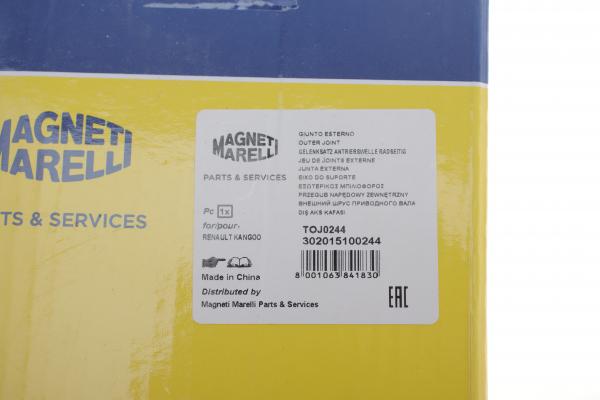 MAGNETI
MARELLI
TS & SERVICES
MAGNETI
MARELLI
PARTS & SERVICES
Pc 1x
for/pour:
RENAULT KANGOO
Made in China
Distributed by
Magneti Marelli Parts & Services
GIUNTO ESTERNO
OUTER JOINT
GELENKSATZ ANTRIEBSWELLE RADSEITIG
JEU DE JOINTS EXTERNE
JUNTA EXTERNA
EIXO DO SUPORTE
ΕΞΩΤΕΡΙΚΟΣ ΜΠΙΛΟΦΟΡΟΣ
PRZEGUB NAPĘDOWY ZEWNĘTRZNY
ВНЕШНИЙ ШРУС ПРИВОДНОГО ВАЛА
DIŞ AKS KAFASI
TOJ0244
302015100244
8 001063 841830
EAC